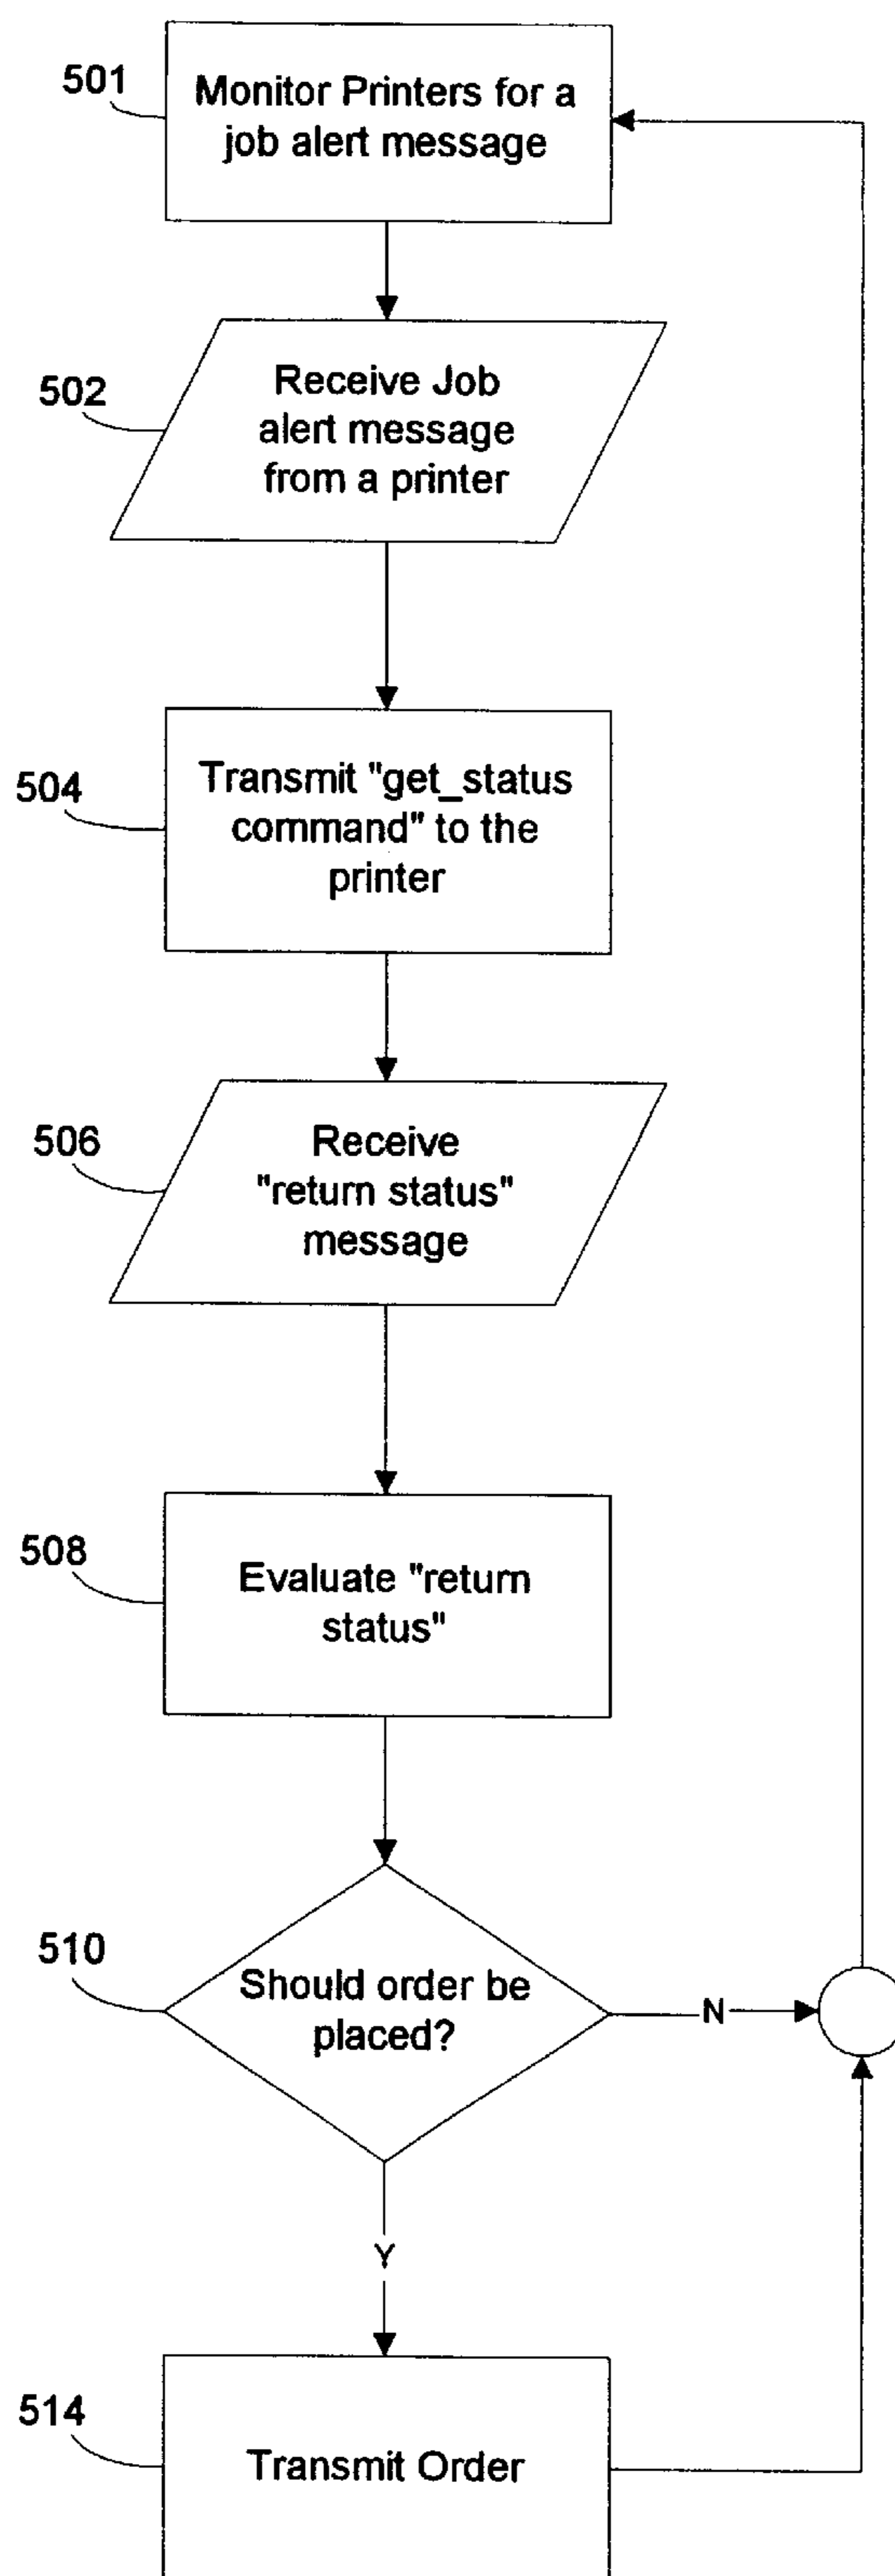 501
Monitor Printers for a
job alert message
502
Receive Job
alert message
from a printer
504
Transmit "get_status
command" to the
printer
506
Receive
"return status"
message
508
Evaluate "return
status"
510
Should order be
placed?
N
Y
514
Transmit Order